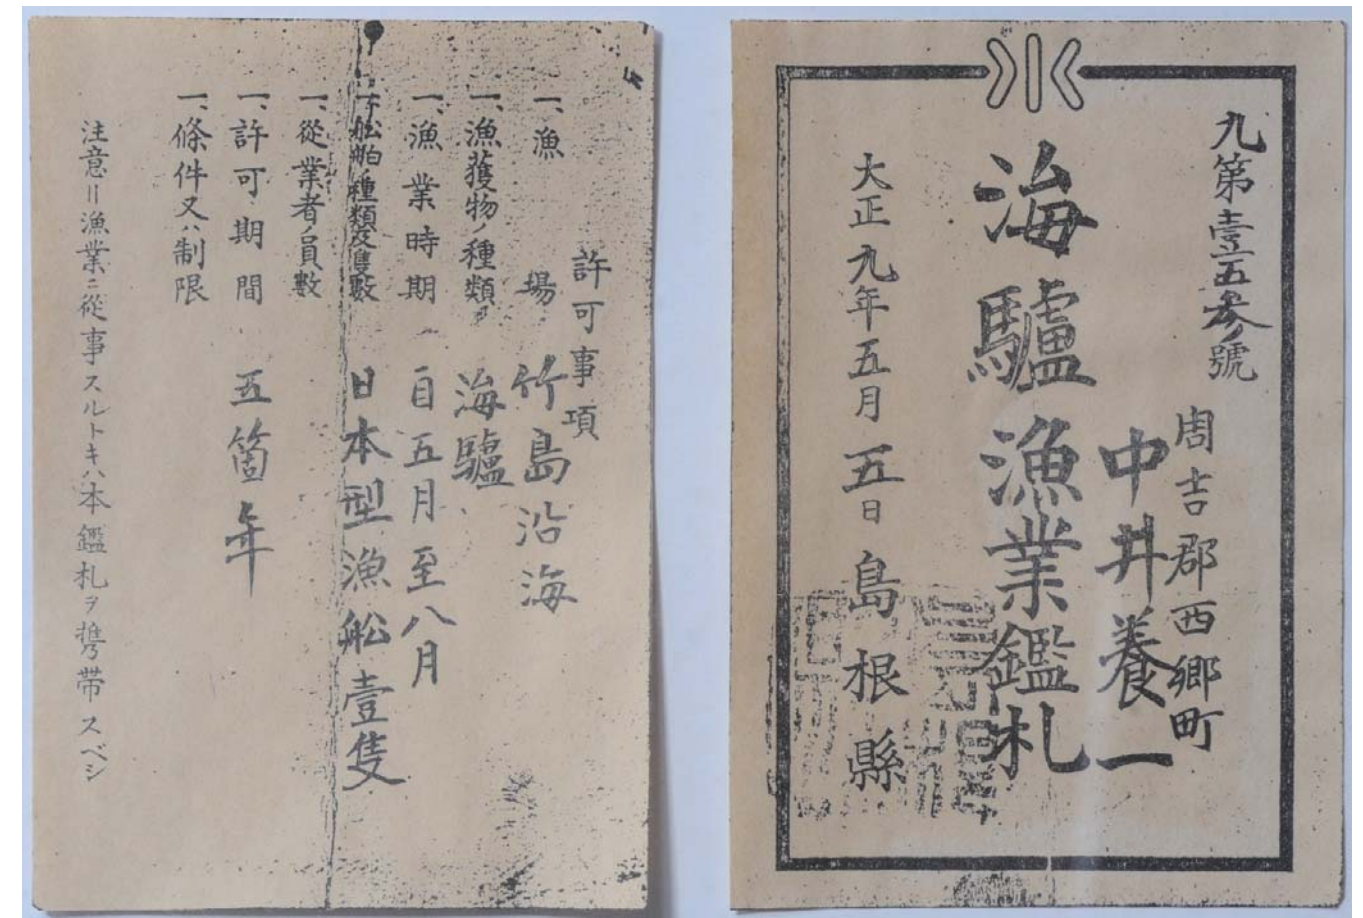 九第壹五参號
周吉郡西郷町
中井養一
海驢漁業鑑札
大正九年五月五日島根縣
許可事項
一、漁場 竹島沿海
一、漁獲物ノ種類 海驢
一、漁業時期 自五月至八月
一、船舶ノ種類及隻數 日本型漁船壹隻
一、從業者ノ員數
一、許可期間 五箇年
一、條件又ハ制限
注意||漁業ニ從事スルトキハ本鑑札ヲ携帯スベシ